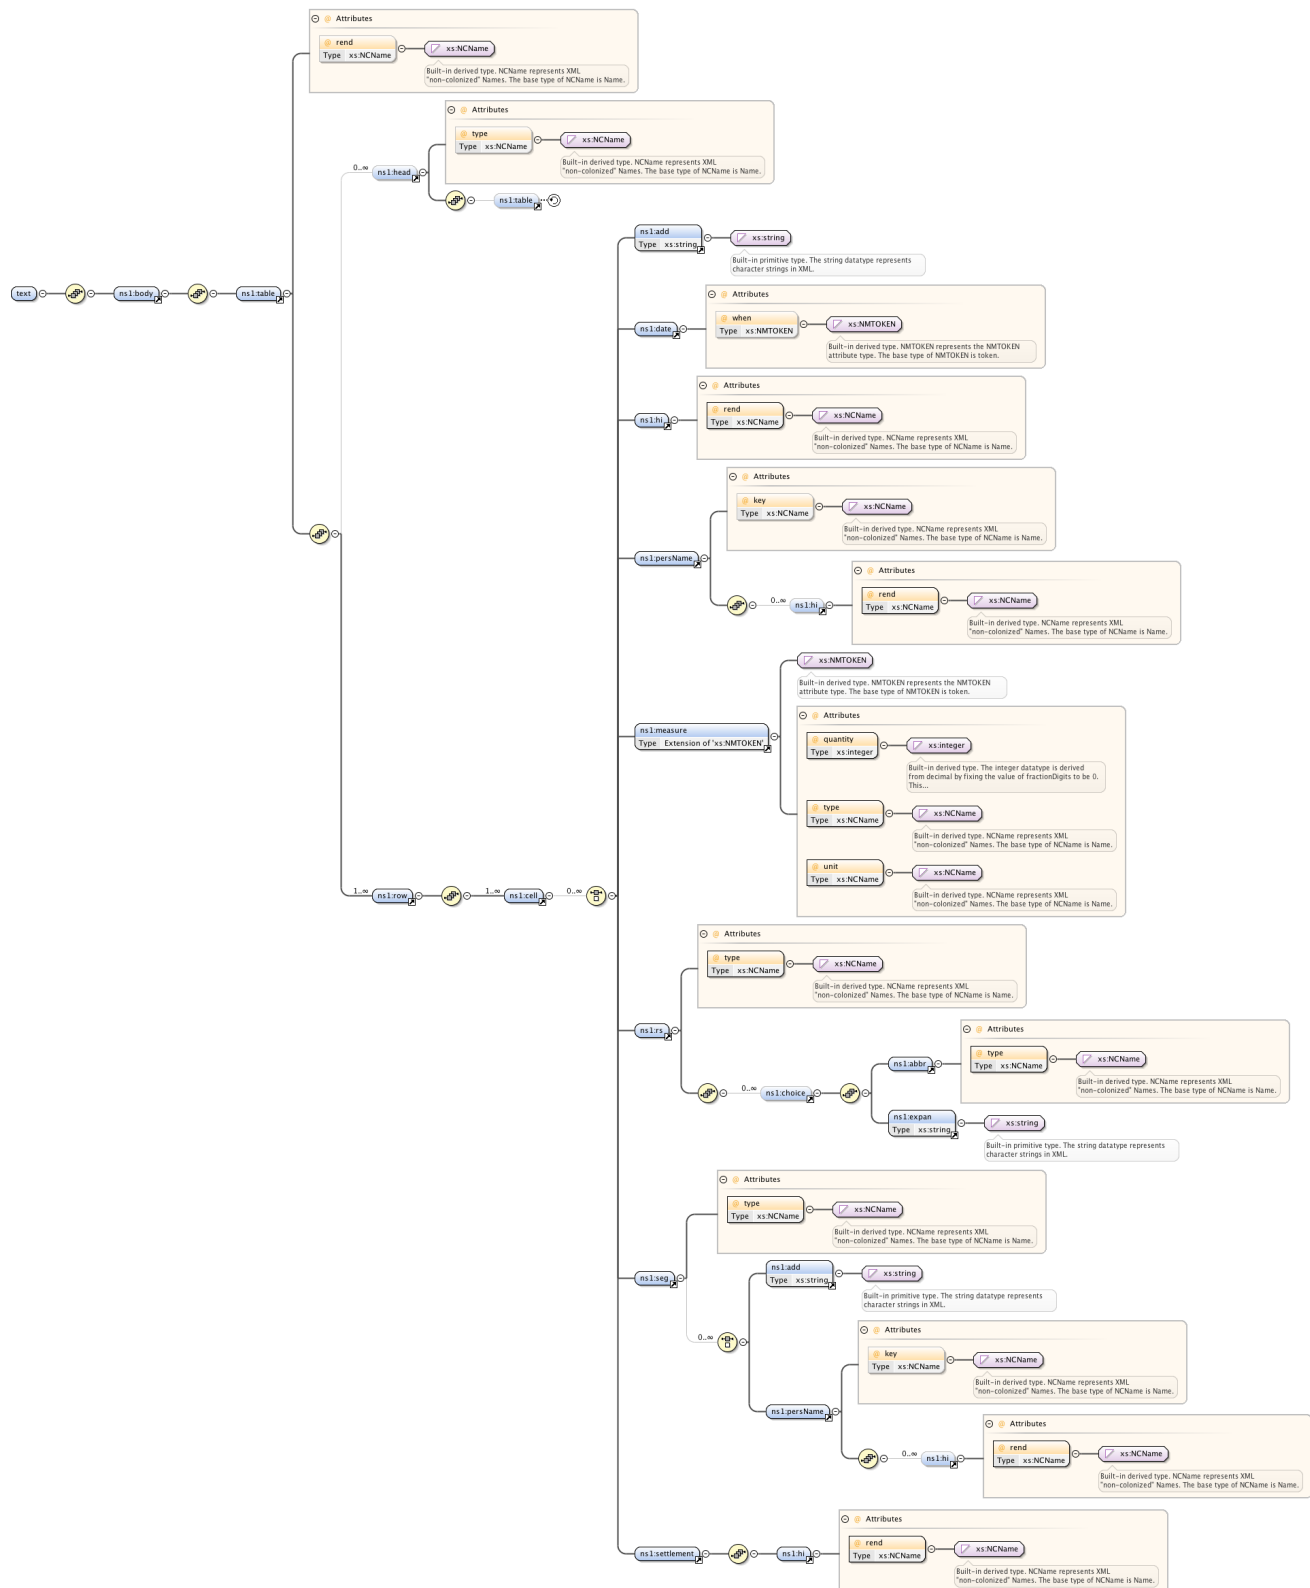 Attributes
rend
Type xs:NCName
xs:NCName
Built-in derived type. NCName represents XML
"non-colonized" Names. The base type of NCName is Name.
Attributes
type
Type xs:NCName
xs:NCName
Built-in derived type. NCName represents XML
"non-colonized" Names. The base type of NCName is Name.
0..∞
ns1:head
ns1:table
ns1:add
Type xs:string
xs:string
Built-in primitive type. The string datatype represents
character strings in XML.
text
ns1:body
ns1:table
Attributes
when
Type xs:NMTOKEN
xs:NMTOKEN
Built-in derived type. NMTOKEN represents the NMTOKEN
attribute type. The base type of NMTOKEN is token.
ns1:date
Attributes
rend
Type xs:NCName
xs:NCName
Built-in derived type. NCName represents XML
"non-colonized" Names. The base type of NCName is Name.
ns1:hi
Attributes
key
Type xs:NCName
xs:NCName
Built-in derived type. NCName represents XML
"non-colonized" Names. The base type of NCName is Name.
ns1:persName
Attributes
rend
Type xs:NCName
xs:NCName
Built-in derived type. NCName represents XML
"non-colonized" Names. The base type of NCName is Name.
0..∞
ns1:hi
xs:NMTOKEN
Built-in derived type. NMTOKEN represents the NMTOKEN
attribute type. The base type of NMTOKEN is token.
ns1:measure
Type Extension of 'xs:NMTOKEN'
Attributes
quantity
Type xs:integer
xs:integer
Built-in derived type. The integer datatype is derived
from decimal by fixing the value of fractionDigits to be 0.
This...
type
Type xs:NCName
xs:NCName
Built-in derived type. NCName represents XML
"non-colonized" Names. The base type of NCName is Name.
unit
Type xs:NCName
xs:NCName
Built-in derived type. NCName represents XML
"non-colonized" Names. The base type of NCName is Name.
1..∞
ns1:row
1..∞
ns1:cell
0..∞
Attributes
type
Type xs:NCName
xs:NCName
Built-in derived type. NCName represents XML
"non-colonized" Names. The base type of NCName is Name.
ns1:rs
0..∞
ns1:choice
ns1:abbr
Attributes
type
Type xs:NCName
xs:NCName
Built-in derived type. NCName represents XML
"non-colonized" Names. The base type of NCName is Name.
ns1:expan
Type xs:string
xs:string
Built-in primitive type. The string datatype represents
character strings in XML.
Attributes
type
Type xs:NCName
xs:NCName
Built-in derived type. NCName represents XML
"non-colonized" Names. The base type of NCName is Name.
ns1:seg
0..∞
ns1:add
Type xs:string
xs:string
Built-in primitive type. The string datatype represents
character strings in XML.
Attributes
key
Type xs:NCName
xs:NCName
Built-in derived type. NCName represents XML
"non-colonized" Names. The base type of NCName is Name.
ns1:persName
Attributes
rend
Type xs:NCName
xs:NCName
Built-in derived type. NCName represents XML
"non-colonized" Names. The base type of NCName is Name.
0..∞
ns1:hi
Attributes
rend
Type xs:NCName
xs:NCName
Built-in derived type. NCName represents XML
"non-colonized" Names. The base type of NCName is Name.
ns1:settlement
ns1:hi